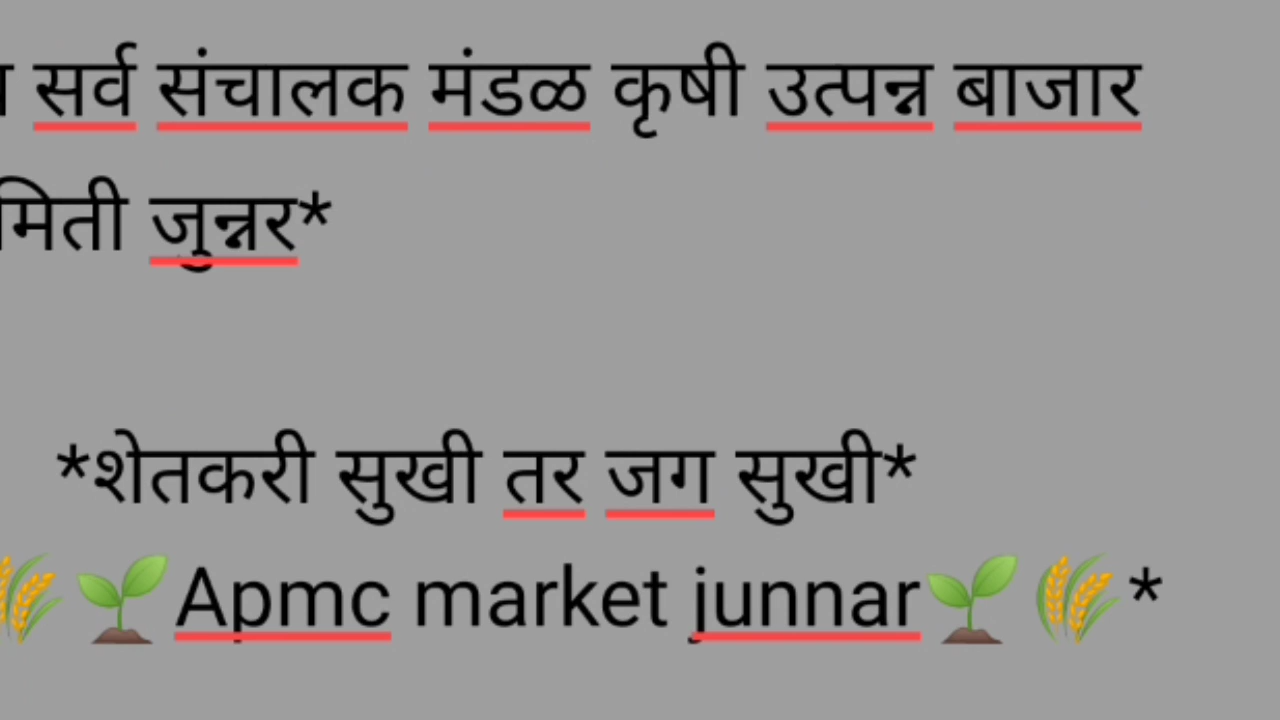 सर्व संचालक मंडळ कृषी उत्पन्न बाजार
मिती जुन्नर*
*शेतकरी सुखी तर जग सुखी*
🌾🌱Apmc market junnar🌱🌾*